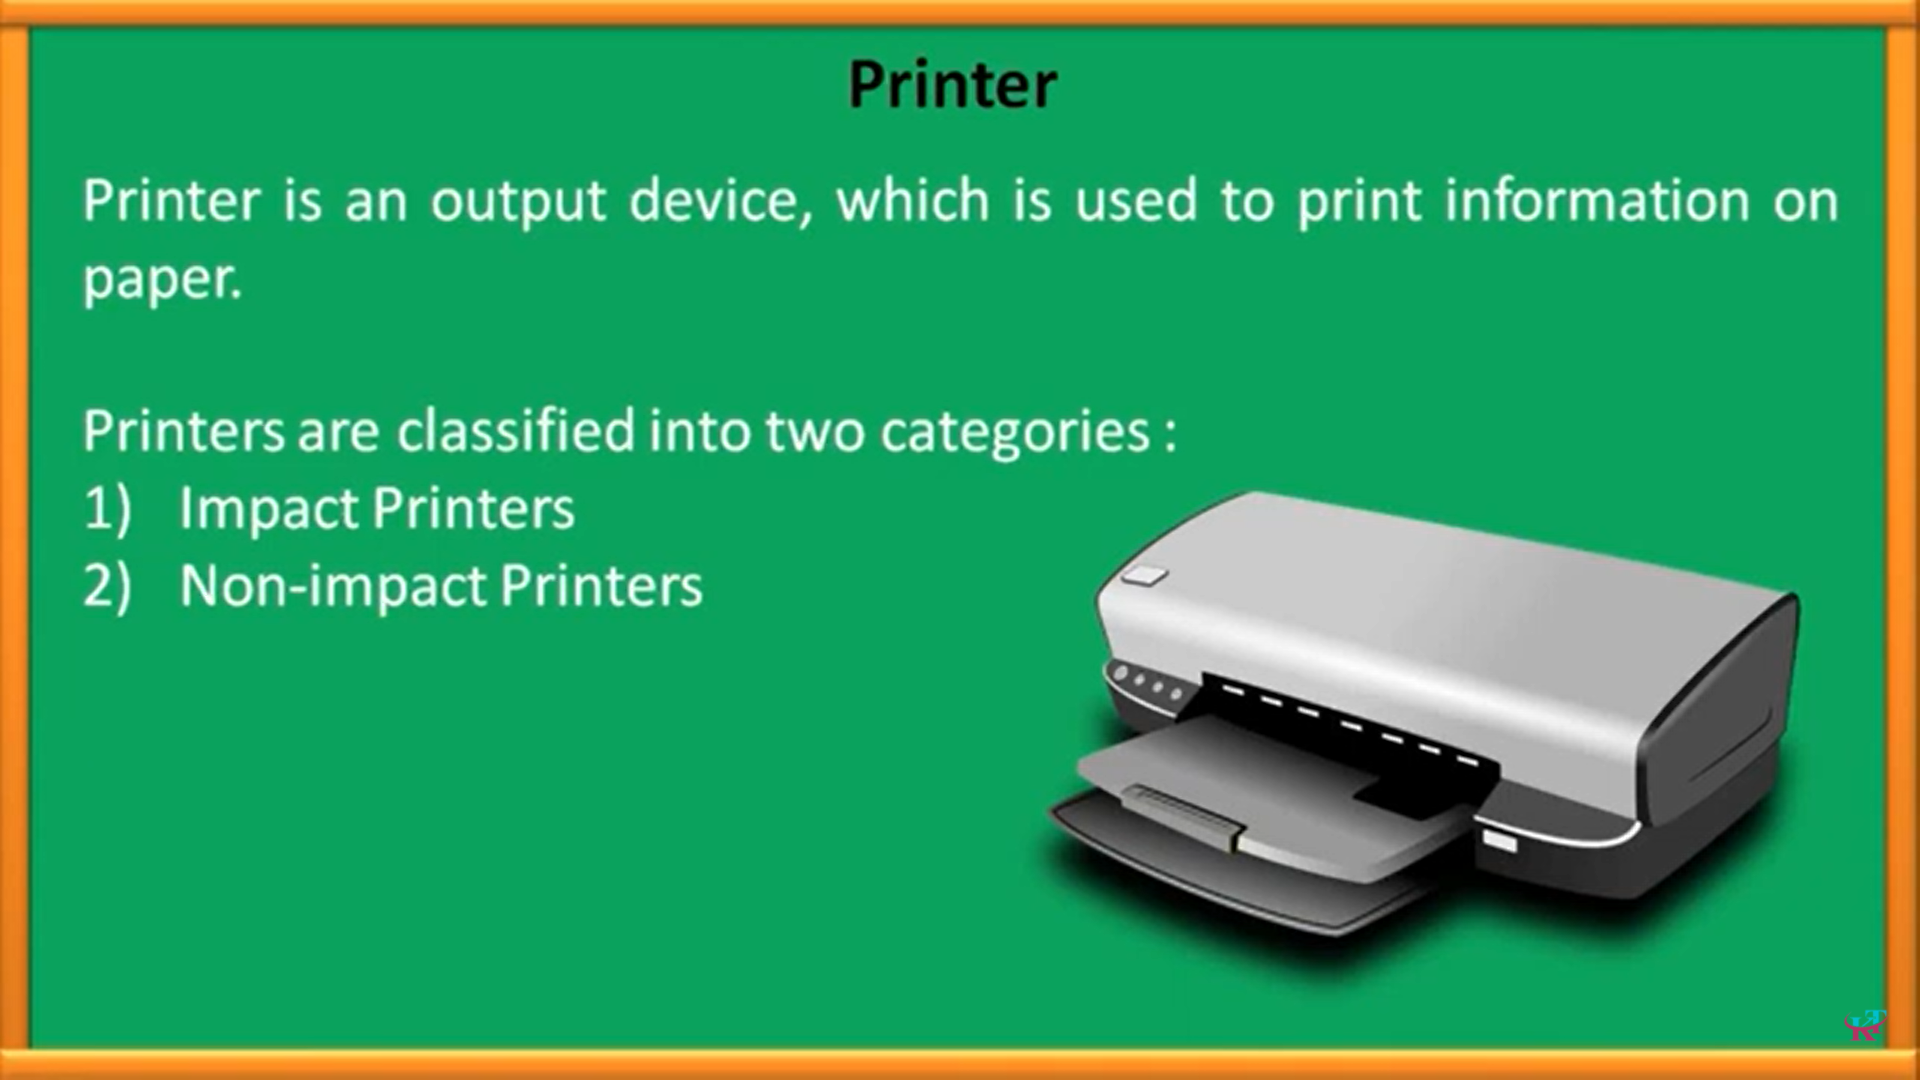 Printer
Printer is an output device, which is used to print information on
paper.
Printers are classified into two categories :
1) Impact Printers
2) Non-impact Printers